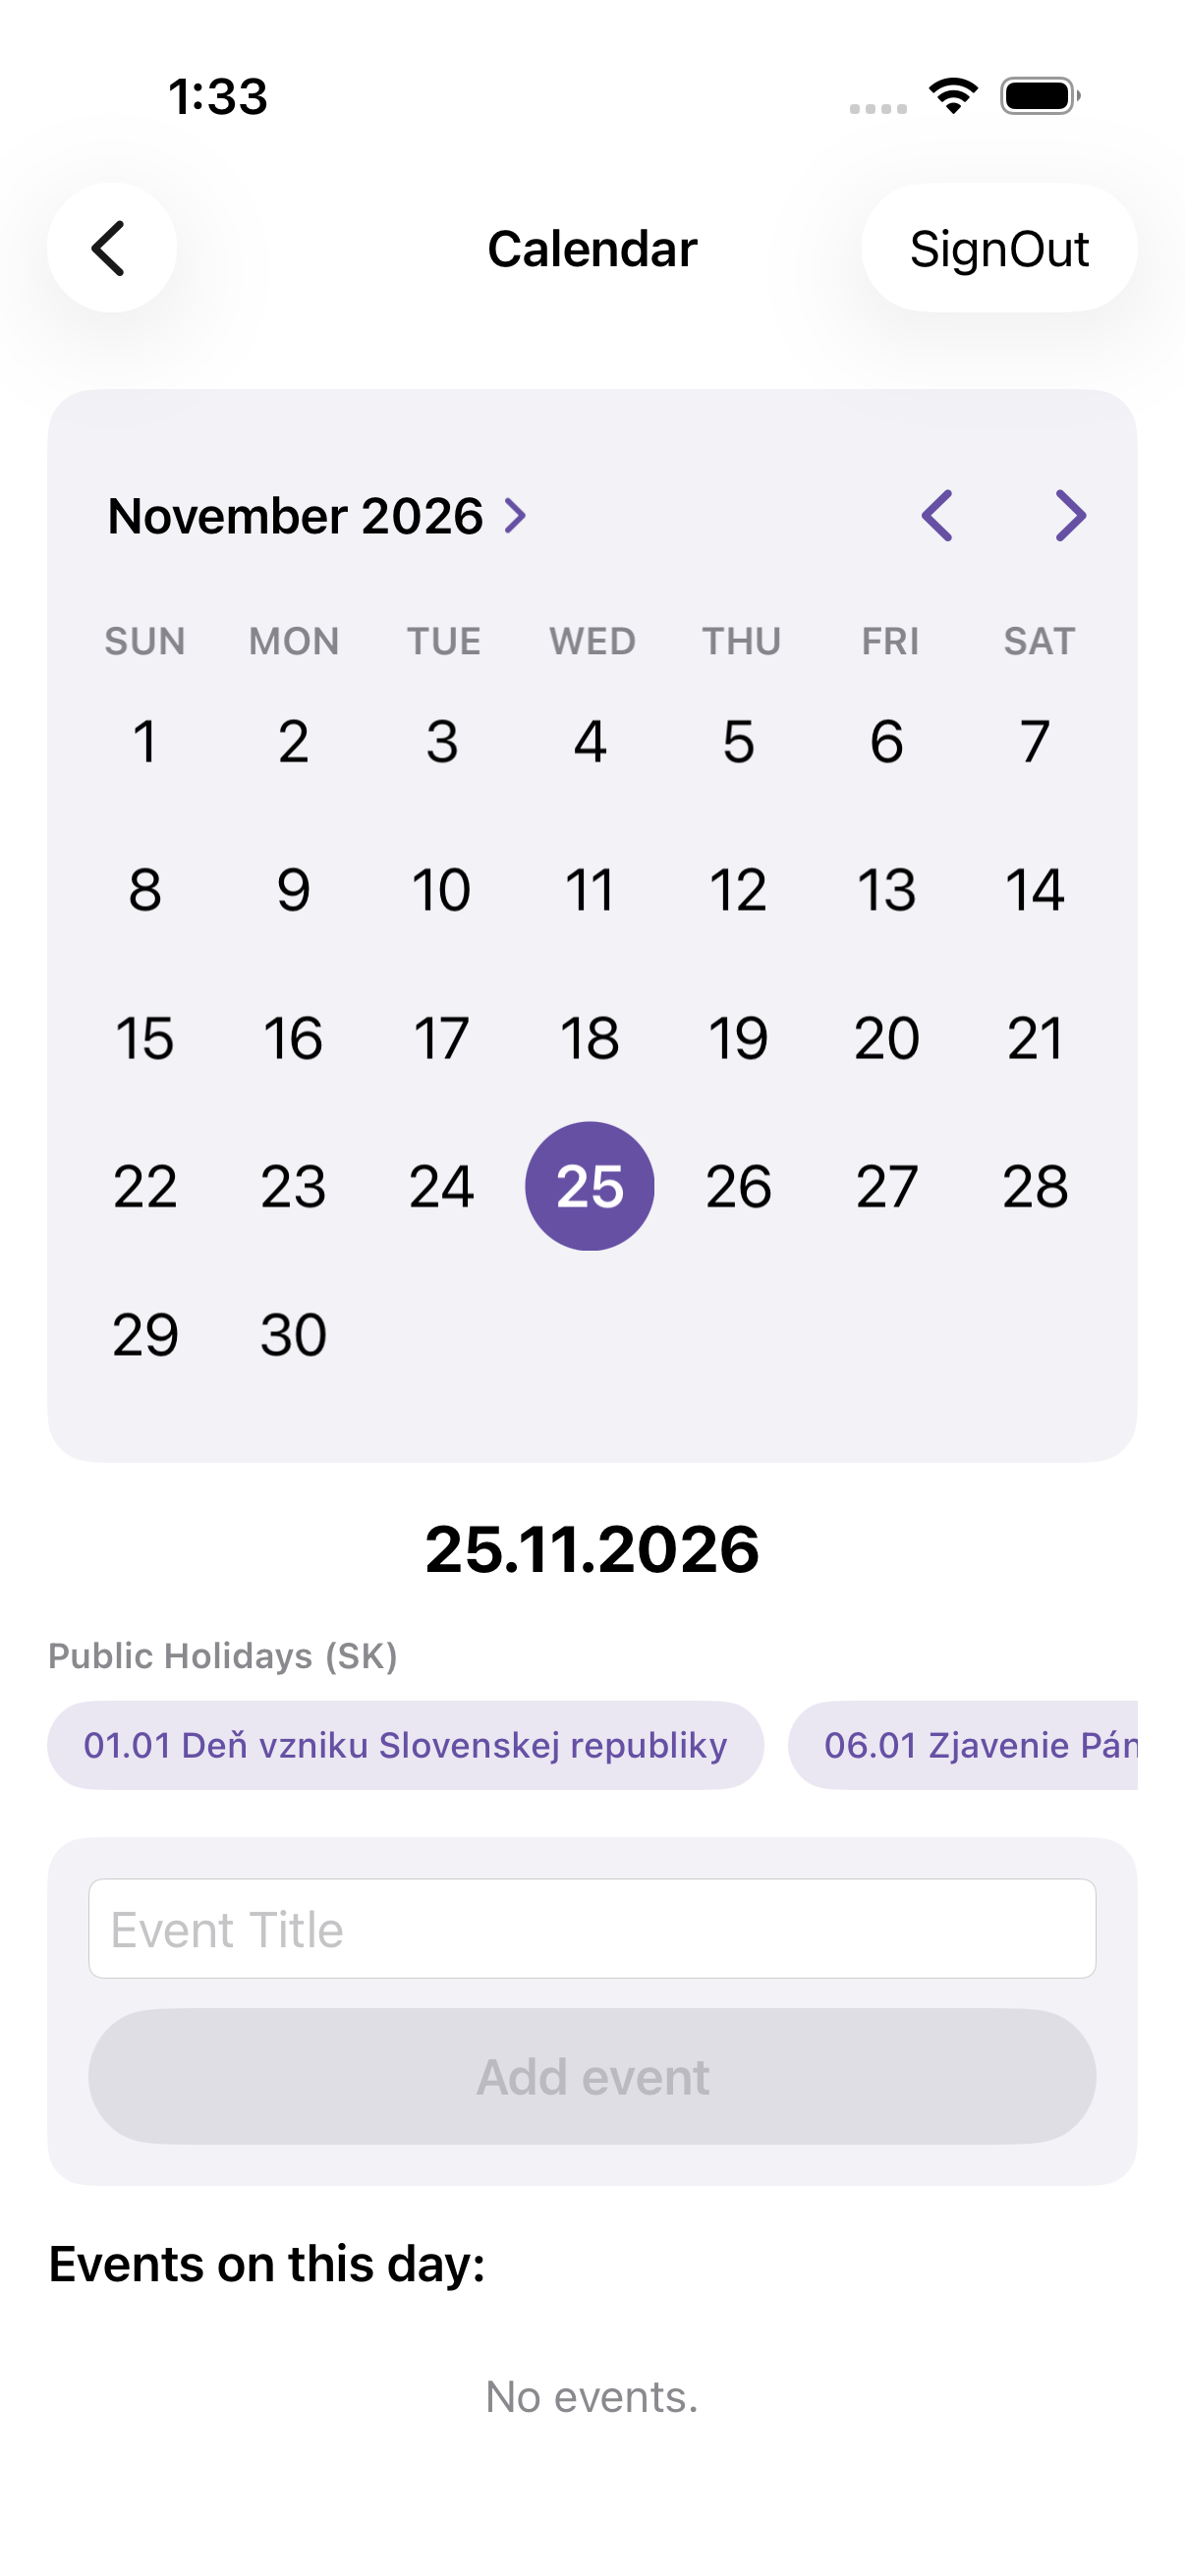 1:33
Calendar
SignOut
November 2026
SUN MON TUE WED THU FRI SAT
1 2 3 4 5 6 7
8 9 10 11 12 13 14
15 16 17 18 19 20 21
22 23 24 25 26 27 28
29 30
25.11.2026
Public Holidays (SK)
01.01 Deň vzniku Slovenskej republiky
06.01 Zjavenie
Event Title
Add event
Events on this day:
No events.